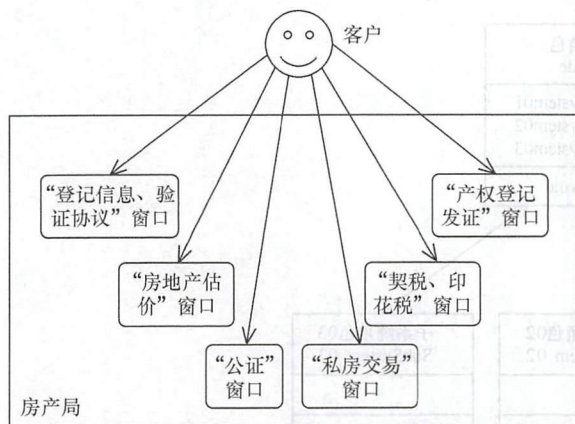 客户
“登记信息、验
证协议”窗口
“产权登记
发证”窗口
“房地产估
价”窗口
“契税、印
花税”窗口
“公证”
窗口
“私房交易”
窗口
房产局